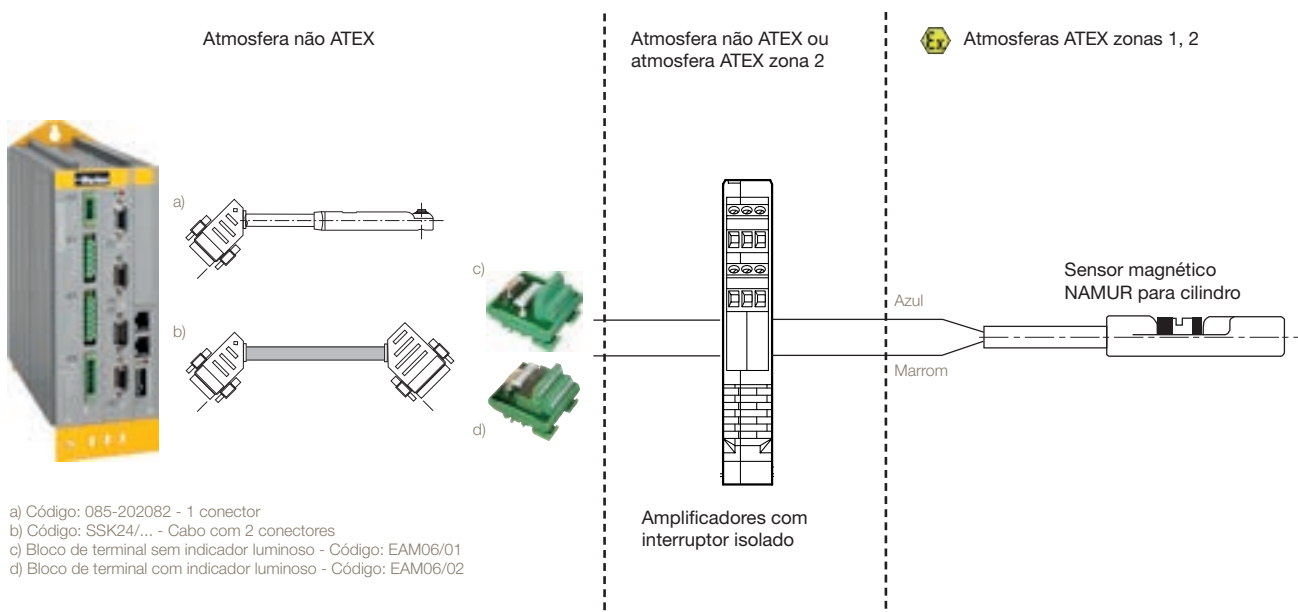 Atmosfera não ATEX
Atmosfera não ATEX ou
atmosfera ATEX zona 2
Ex
Atmosferas ATEX zonas 1, 2
a)
b)
c)
d)
Azul
Marrom
Sensor magnético
NAMUR para cilindro
Amplificadores com
interruptor isolado
a) Código: 085-202082 - 1 conector
b) Código: SSK24/... - Cabo com 2 conectores
c) Bloco de terminal sem indicador luminoso - Código: EAM06/01
d) Bloco de terminal com indicador luminoso - Código: EAM06/02